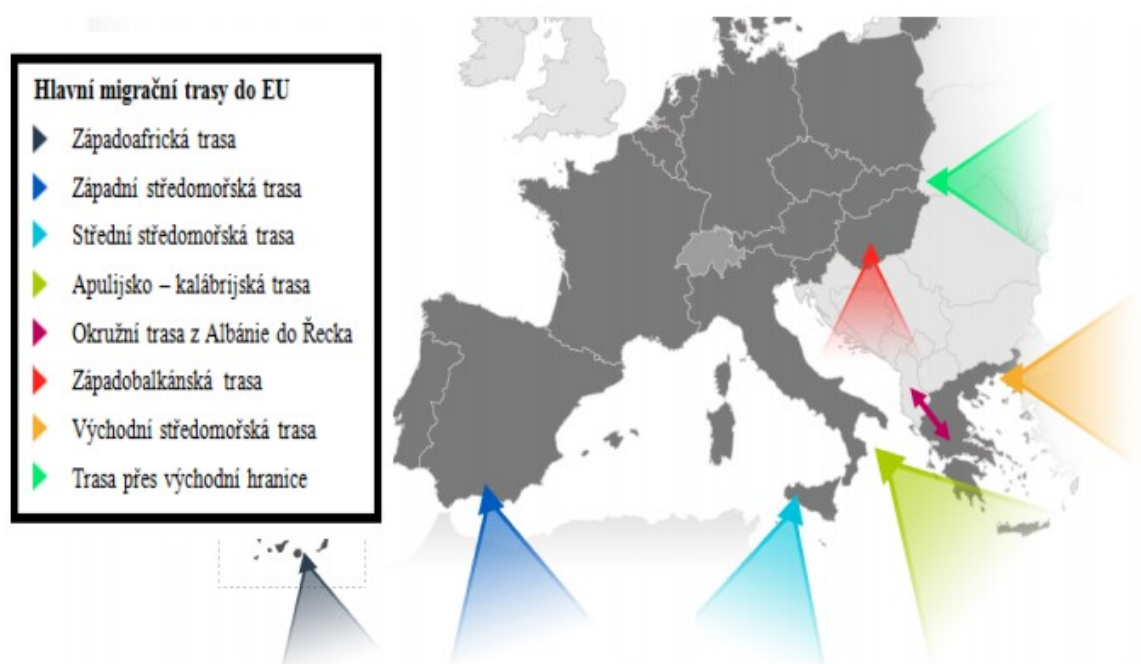 Hlavní migrační trasy do EU
Západoafrická trasa
Západní středomořská trasa
Střední středomořská trasa
Apulijsko – kalábrijská trasa
Okružní trasa z Albánie do Řecka
Západobalkánská trasa
Východní středomořská trasa
Trasa přes východní hranice